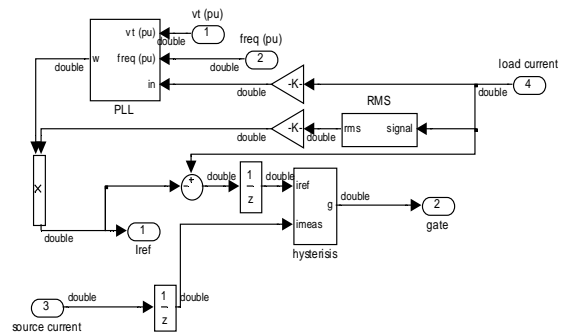 vt (pu)
1
double
vt (pu)
freq (pu)
w
in
PLL
freq (pu)
2
double
double
double
-K-
load current
4
double
RMS
rms
signal
double
-K-
double
X
double
1
Iref
+
-
double
1
z
double
iref
imeas
g
hysterisis
double
2
gate
3
source current
double
1
z
double